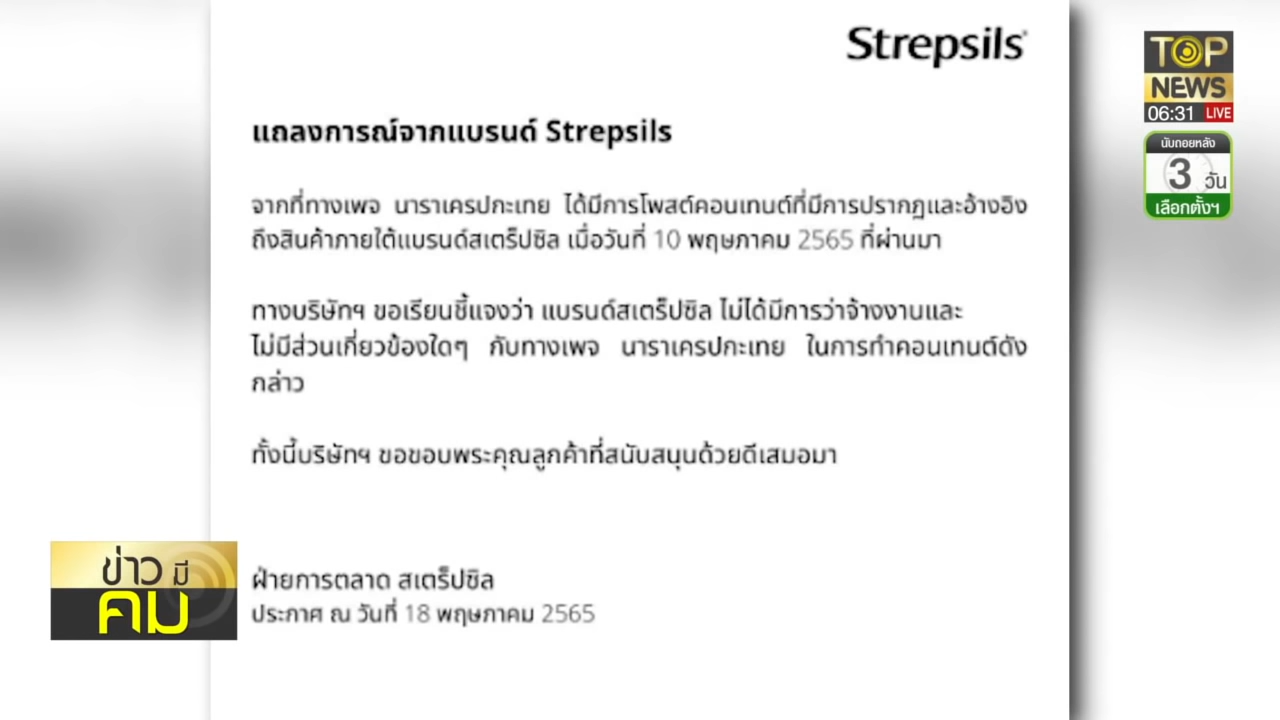 Strepsils
แถลงการณ์จากแบรนด์ Strepsils
จากที่ทางเพจ นาราเครปกะเทย ได้มีการโพสต์คอนเทนต์ที่มีการปรากฏและอ้างอิง
ถึงสินค้าภายใต้แบรนด์สเตร็ปซิล เมื่อวันที่ 10 พฤษภาคม 2565 ที่ผ่านมา
ทางบริษัทฯ ขอเรียนชี้แจงว่า แบรนด์สเตร็ปซิล ไม่ได้มีการว่าจ้างงานและ
ไม่มีส่วนเกี่ยวข้องใดๆ กับทางเพจ นาราเครปกะเทย ในการทำคอนเทนต์ดัง
กล่าว
ทั้งนี้บริษัทฯ ขอขอบพระคุณลูกค้าที่สนับสนุนด้วยดีเสมอมา
ฝ่ายการตลาด สเตร็ปซิล
ประกาศ ณ วันที่ 18 พฤษภาคม 2565
TOP
NEWS
06:31 LIVE
นับถอยหลัง
3 วัน
เลือกตั้งฯ
ข่าวมี
คม